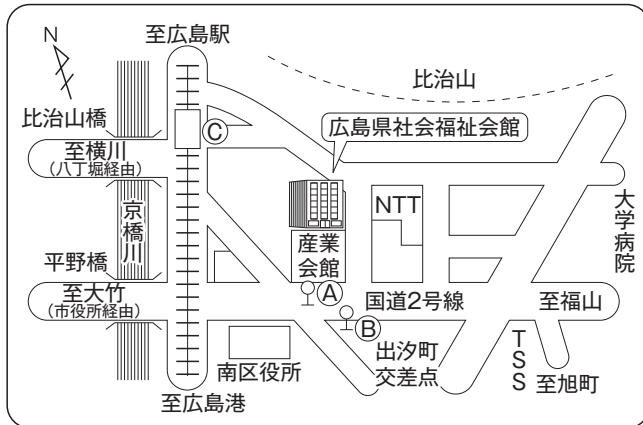 N
至広島駅
比治山
比治山橋
Ⓒ
広島県社会福祉会館
至横川
(八丁堀経由)
京橋川
NTT
大学病院
産業
会館
平野橋
Ⓐ
至大竹
(市役所経由)
国道2号線
至福山
Ⓑ
南区役所
出汐町
交差点
TSS
至旭町
至広島港